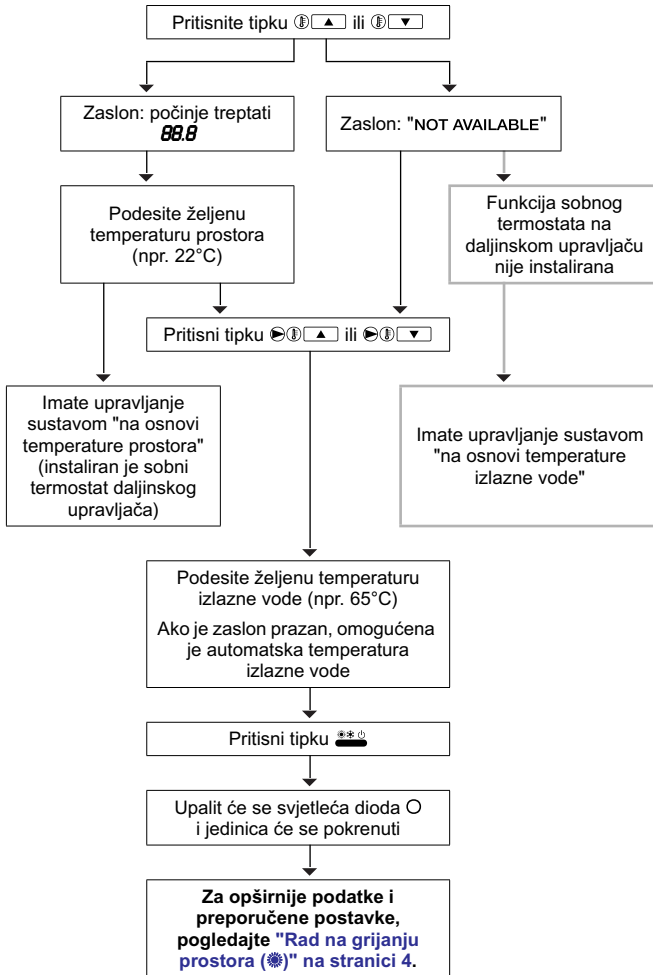 Pritisnite tipku ▲ ili ▼
Zaslon: počinje treptati
88.8
Zaslon: "NOT AVAILABLE"
Podesite željenu
temperaturu prostora
(npr. 22°C)
Funkcija sobnog
termostata na
daljinskom upravljaču
nije instalirana
Pritisni tipku ▲ ili ▼
Imate upravljanje
sustavom "na osnovi
temperature prostora"
(instaliran je sobni
termostat daljinskog
upravljača)
Imate upravljanje sustavom
"na osnovi temperature
izlazne vode"
Podesite željenu temperaturu
izlazne vode (npr. 65°C)
Ako je zaslon prazan, omogućena
je automatska temperatura
izlazne vode
Pritisni tipku
Upalit će se svjetleća dioda
i jedinica će se pokrenuti
Za opširnije podatke i
preporučene postavke,
pogledajte "Rad na grijanju
prostora (☀)" na stranici 4.